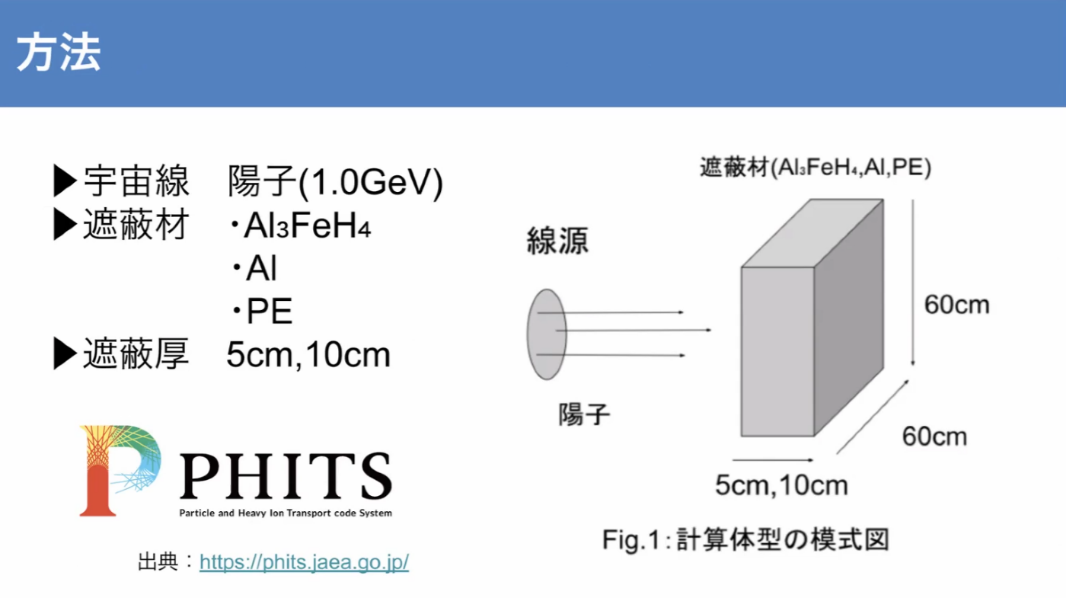 方法
▶宇宙線 陽子(1.0GeV)
▶遮蔽材 ・Al₃FeH₄
・Al
・PE
▶遮蔽厚 5cm,10cm
PHITS
Particle and Heavy Ion Transport code System
出典：https://phits.jaea.go.jp/
遮蔽材(Al₃FeH₄,Al,PE)
線源
陽子
60cm
60cm
5cm,10cm
Fig.1：計算体型の模式図